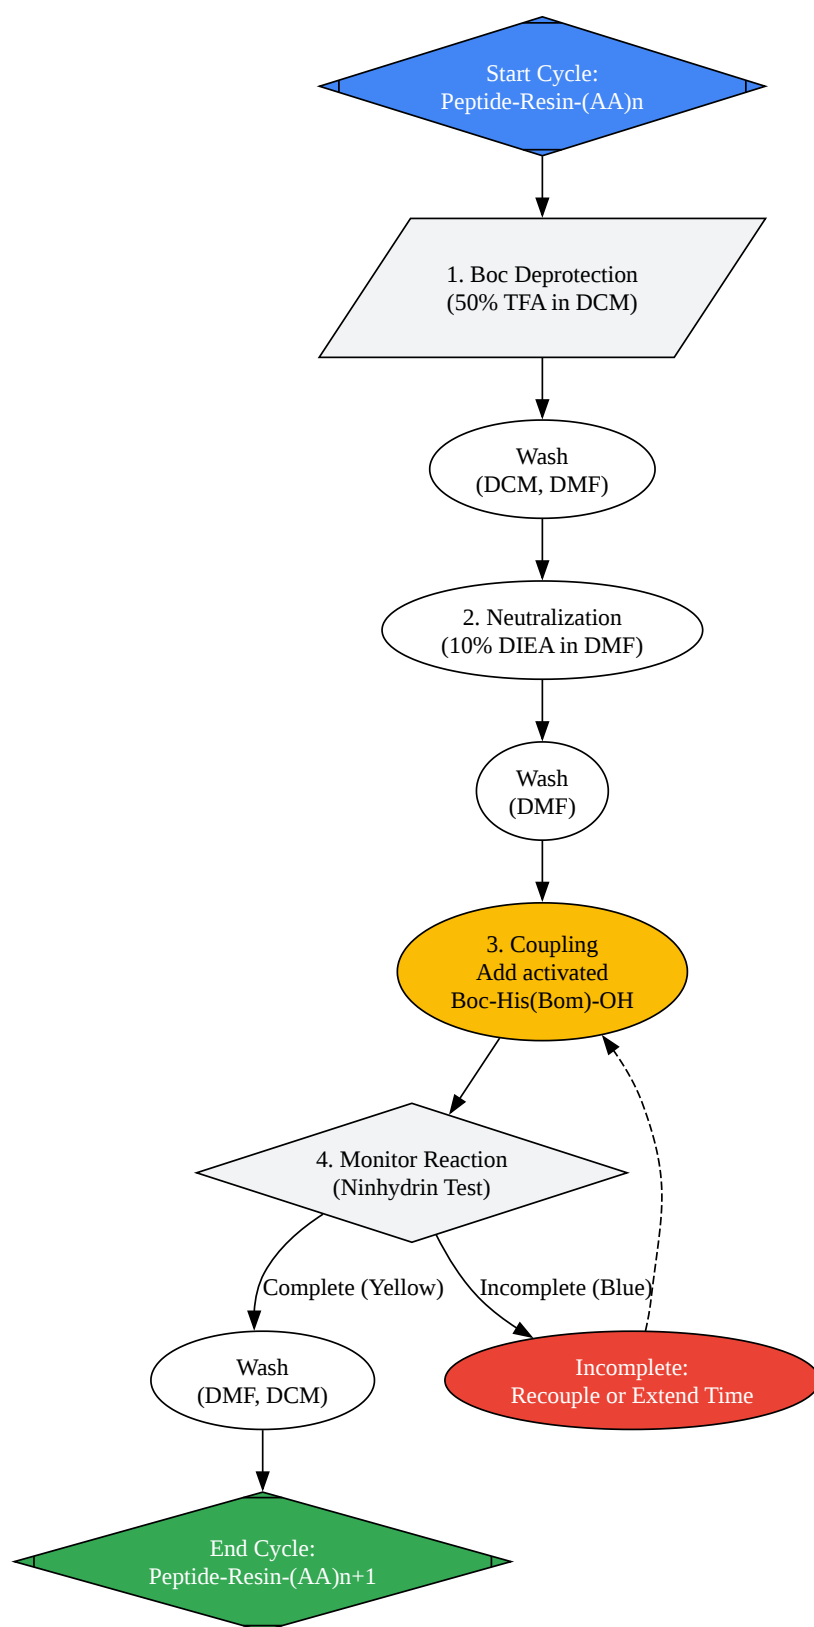 Start Cycle:
Peptide-Resin-(AA)n
1. Boc Deprotection
(50% TFA in DCM)
Wash
(DCM, DMF)
2. Neutralization
(10% DIEA in DMF)
Wash
(DMF)
3. Coupling
Add activated
Boc-His(Bom)-OH
4. Monitor Reaction
(Ninhydrin Test)
Complete (Yellow)
Incomplete (Blue)
Wash
(DMF, DCM)
Incomplete:
Recouple or Extend Time
End Cycle:
Peptide-Resin-(AA)n+1